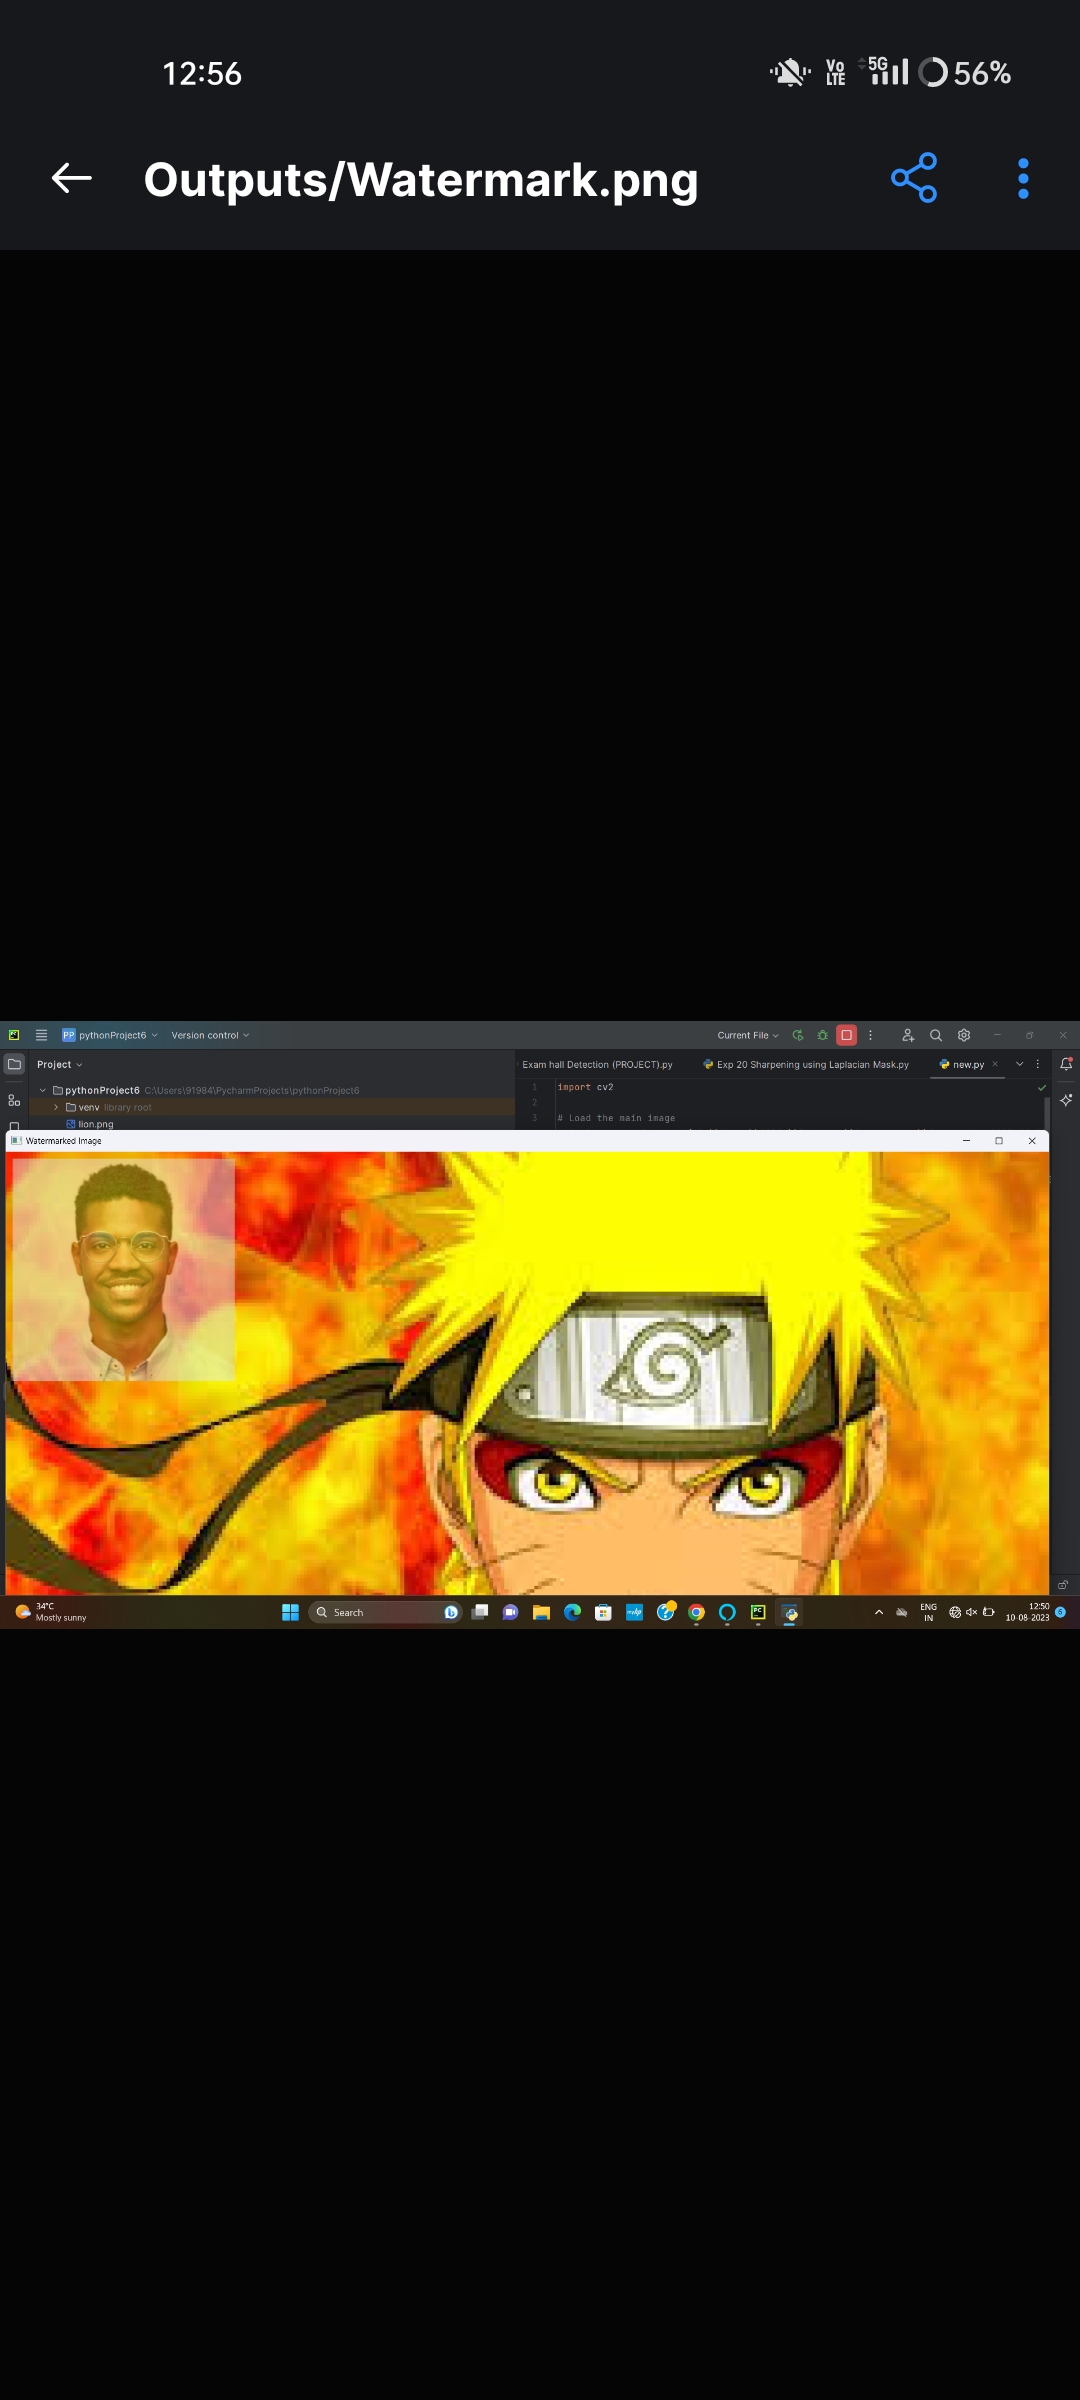 12:56
Vo
LTE
5G
56%
Outputs/Watermark.png
PP pythonProject6 Version control
Current File
Project
Exam hall Detection (PROJECT).py
Exp 20 Sharpening using Laplacian Mask.py
new.py
pythonProject6 C:\Users\91984\PycharmProjects\pythonProject6
venv library root
lion.png
1 import cv2
2
3 # Load the main image
Watermarked Image
34°C
Mostly sunny
Search
ENG
IN
12:50
10-08-2023